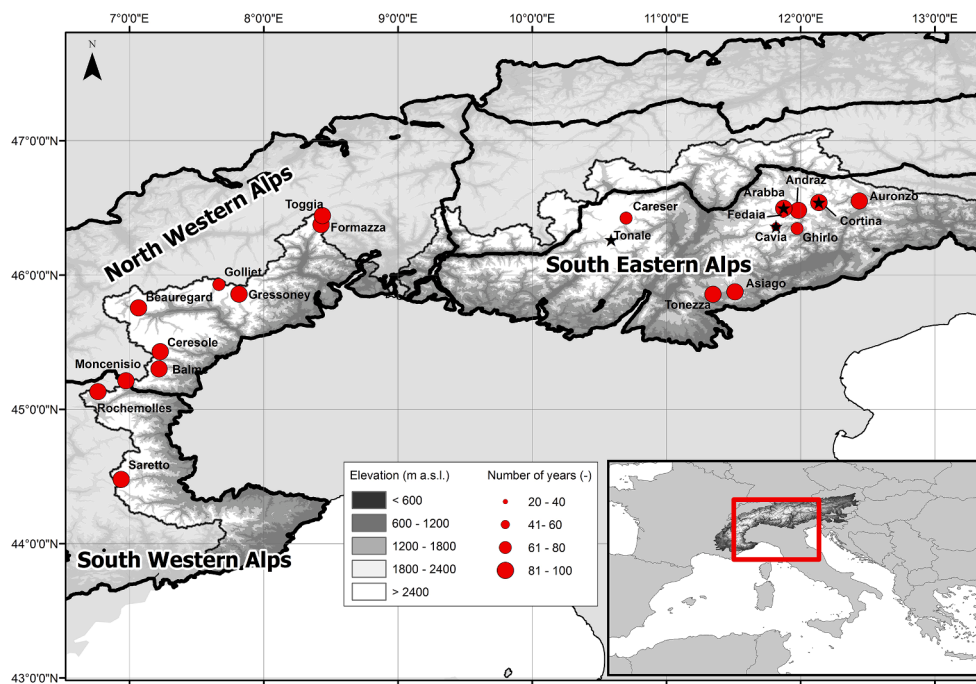 7°0'0"E 8°0'0"E 9°0'0"E 10°0'0"E 11°0'0"E 12°0'0"E 13°0'0"E
N
47°0'0"N
46°0'0"N
45°0'0"N
44°0'0"N
43°0'0"N
North Western Alps
South Eastern Alps
South Western Alps
Toggia
Formazza
Golliet
Beauregard
Gressoney
Ceresole
Moncenisio
Balme
Rochemolles
Saretto
Careser
Tonale
Andraz
Arabba
Auronzo
Fedaia
Cortina
Cavia
Ghirlo
Asiago
Tonezza
Elevation (m a.s.l.)
< 600
600 - 1200
1200 - 1800
1800 - 2400
> 2400
Number of years (-)
20 - 40
41 - 60
61 - 80
81 - 100